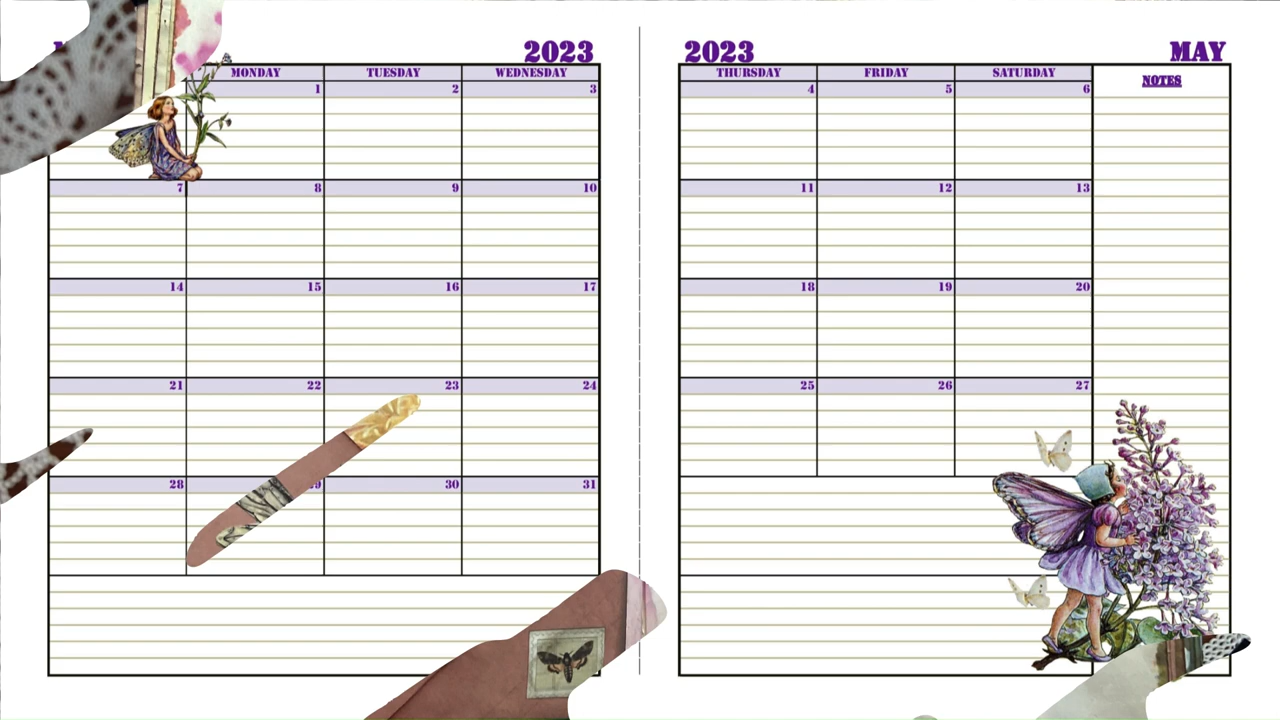 2023
MONDAY TUESDAY WEDNESDAY
1 2 3
7 8 9 10
14 15 16 17
21 22 23 24
28 30 31
2023 MAY
THURSDAY FRIDAY SATURDAY NOTES
4 5 6
11 12 13
18 19 20
25 26 27